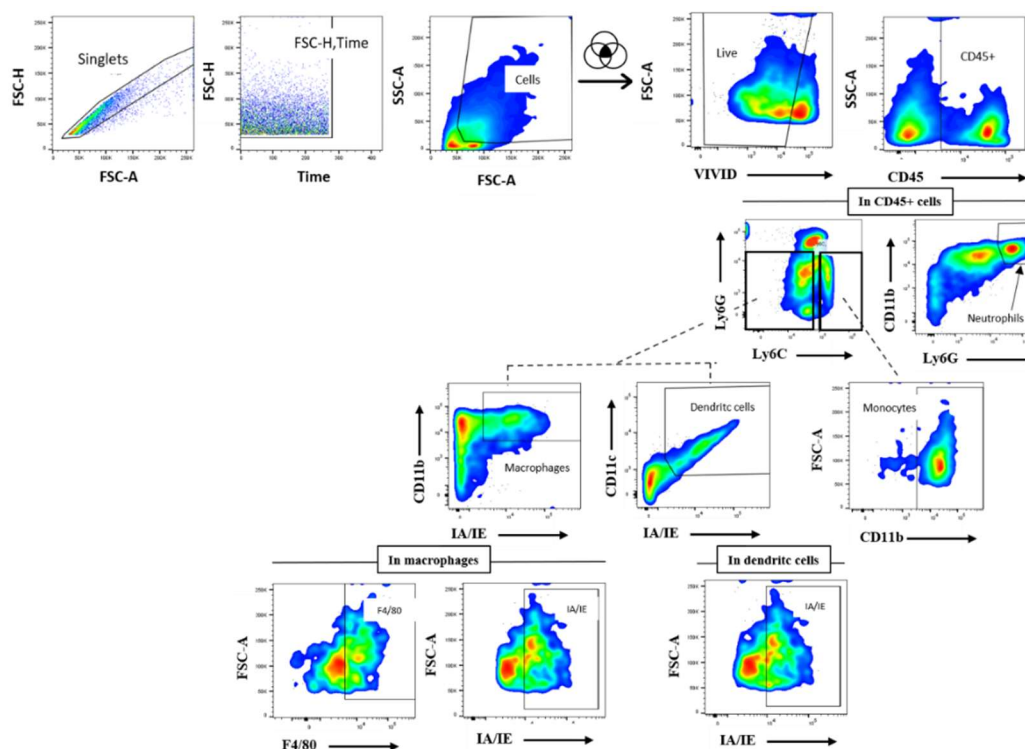 Singlets
FSC-H
FSC-A
FSC-H,Time
FSC-H
Time
Cells
SSC-A
FSC-A
Live
FSC-A
VIVID
CD45+
SSC-A
CD45
In CD45+ cells
Ly6G
Ly6C
CD11b
Neutrophils
Ly6G
CD11b
Macrophages
IA/IE
Dendritc cells
CD11c
IA/IE
Monocytes
FSC-A
CD11b
In macrophages
In dendritc cells
F4/80
FSC-A
F4/80
IA/IE
FSC-A
IA/IE
IA/IE
FSC-A
IA/IE